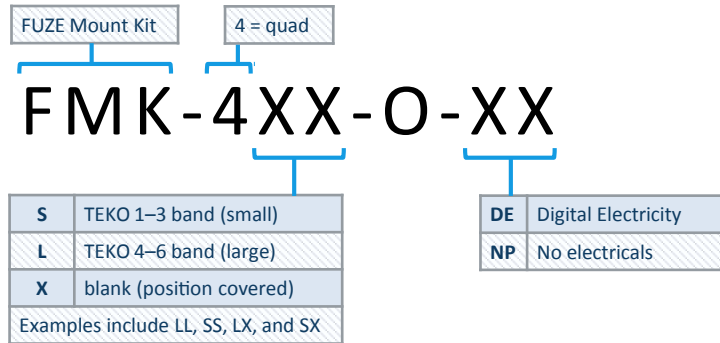 FUZE Mount Kit
4 = quad
FMK-4XX-O-XX
S TEKO 1–3 band (small)
L TEKO 4–6 band (large)
X blank (position covered)
Examples include LL, SS, LX, and SX
DE Digital Electricity
NP No electricals